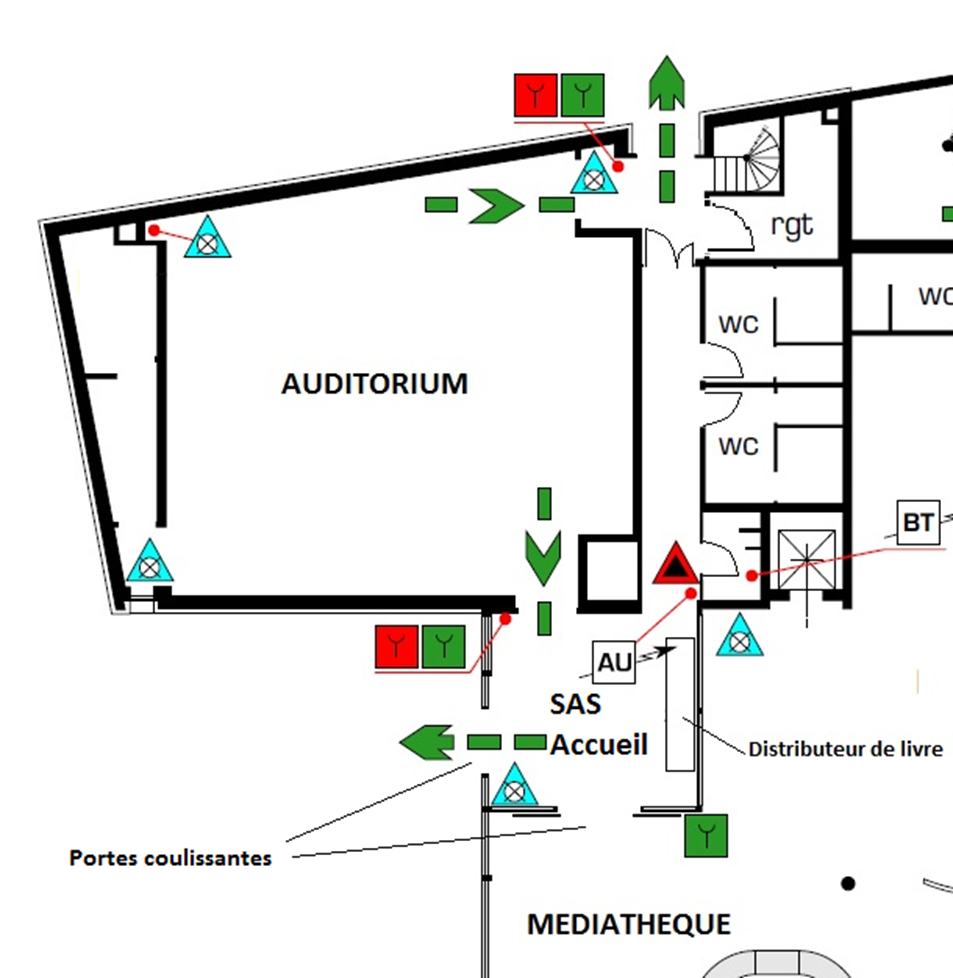 rgt
WC
WC
AUDITORIUM
WC
BT
AU
SAS
Accueil
Distributeur de livre
Portes coulissantes
MEDIATHEQUE